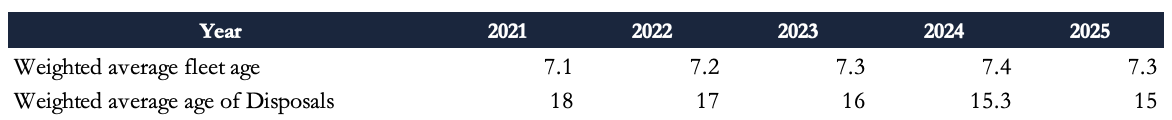 Year 2021 2022 2023 2024 2025
Weighted average fleet age 7.1 7.2 7.3 7.4 7.3
Weighted average age of Disposals 18 17 16 15.3 15